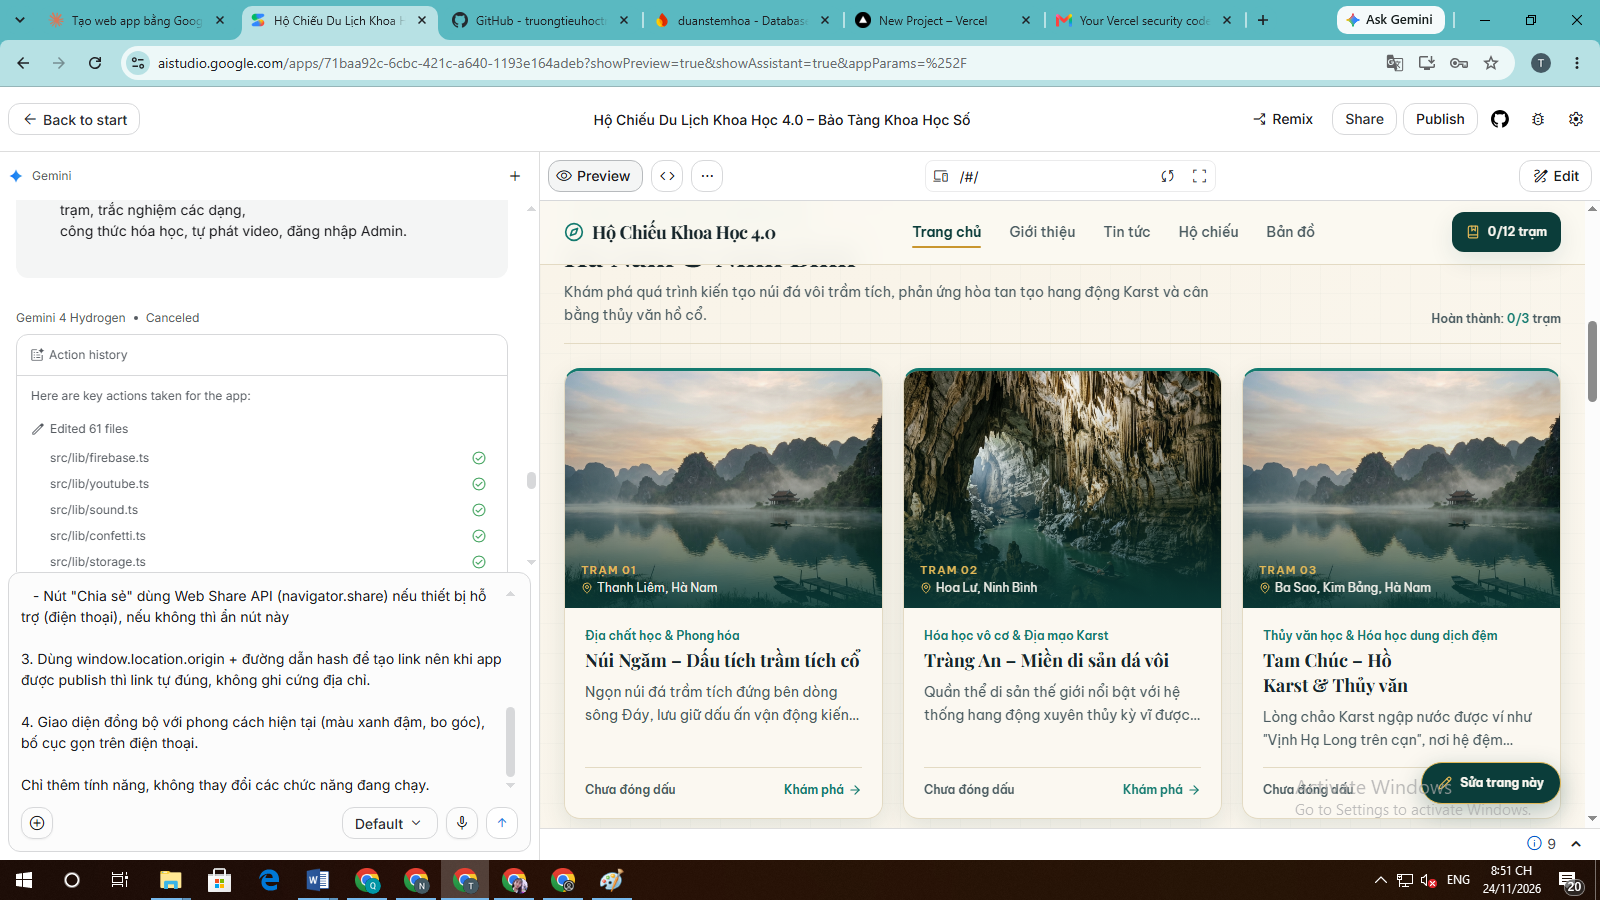 Tạo web app bằng Goog
Hộ Chiếu Du Lịch Khoa H
GitHub - truongtieuhoct
duanstemhoa - Database
New Project – Vercel
Your Vercel security code
Ask Gemini
aistudio.google.com/apps/71baa92c-6cbc-421c-a640-1193e164adeb?showPreview=true&showAssistant=true&appParams=%252F
T
Back to start
Hộ Chiếu Du Lịch Khoa Học 4.0 – Bảo Tàng Khoa Học Số
Remix
Share
Publish
Gemini
Preview
/#/
Edit
trạm, trắc nghiệm các dạng,
công thức hóa học, tự phát video, đăng nhập Admin.
Gemini 4 Hydrogen • Canceled
Action history
Here are key actions taken for the app:
Edited 61 files
src/lib/firebase.ts
src/lib/youtube.ts
src/lib/sound.ts
src/lib/confetti.ts
src/lib/storage.ts
- Nút "Chia sẻ" dùng Web Share API (navigator.share) nếu thiết bị hỗ
trợ (điện thoại), nếu không thì ẩn nút này
3. Dùng window.location.origin + đường dẫn hash để tạo link nên khi app
được publish thì link tự đúng, không ghi cứng địa chỉ.
4. Giao diện đồng bộ với phong cách hiện tại (màu xanh đậm, bo góc),
bố cục gọn trên điện thoại.
Chỉ thêm tính năng, không thay đổi các chức năng đang chạy.
Default
Hộ Chiếu Khoa Học 4.0
Trang chủ
Giới thiệu
Tin tức
Hộ chiếu
Bản đồ
0/12 trạm
Hà Nam & Ninh Bình
Khám phá quá trình kiến tạo núi đá vôi trầm tích, phản ứng hòa tan tạo hang động Karst và cân
bằng thủy văn hồ cổ.
Hoàn thành: 0/3 trạm
TRẠM 01
Thanh Liêm, Hà Nam
Địa chất học & Phong hóa
Núi Ngăm – Dấu tích trầm tích cổ
Ngọn núi đá trầm tích đứng bên dòng
sông Đáy, lưu giữ dấu ấn vận động kiến...
Chưa đóng dấu
Khám phá
TRẠM 02
Hoa Lư, Ninh Bình
Hóa học vô cơ & Địa mạo Karst
Tràng An – Miền di sản đá vôi
Quần thể di sản thế giới nổi bật với hệ
thống hang động xuyên thủy kỳ vĩ được...
Chưa đóng dấu
Khám phá
TRẠM 03
Ba Sao, Kim Bảng, Hà Nam
Thủy văn học & Hóa học dung dịch đệm
Tam Chúc – Hồ
Karst & Thủy văn
Lòng chảo Karst ngập nước được ví như
"Vịnh Hạ Long trên cạn", nơi hệ đệm...
Chưa đóng dấu
Sửa trang này
Activate Windows
Go to Settings to activate Windows.
9
ENG
8:51 CH
24/11/2026
20